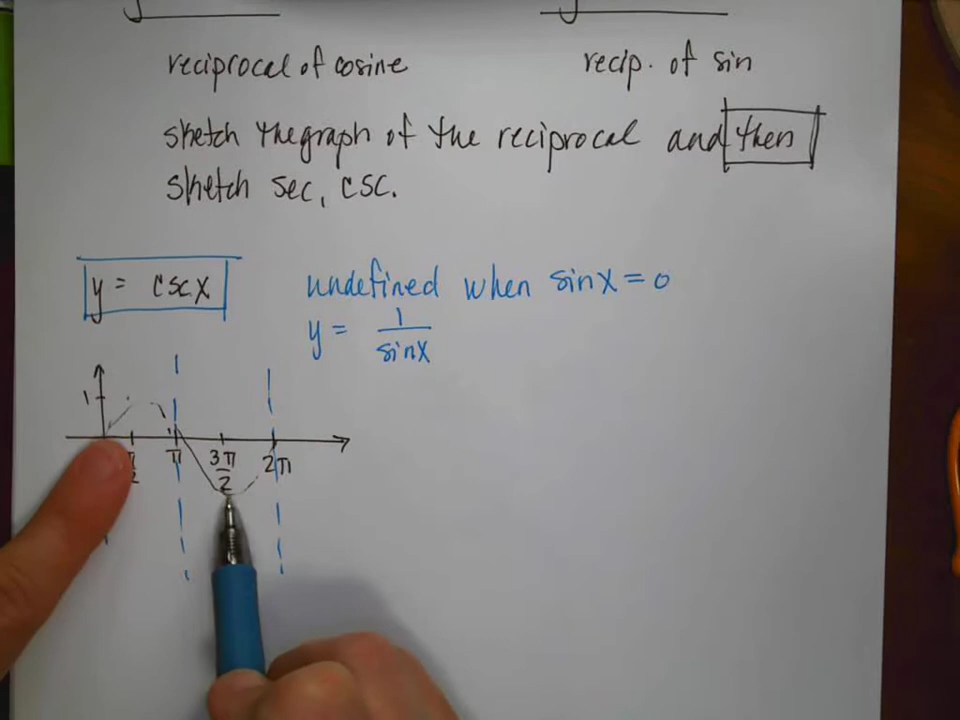 reciprocal of cosine
recip. of sin
sketch the graph of the reciprocal and then
sketch sec, csc.
y = csc x
undefined when sin x = 0
y = 1/sin x
1
π
3π/2
2π